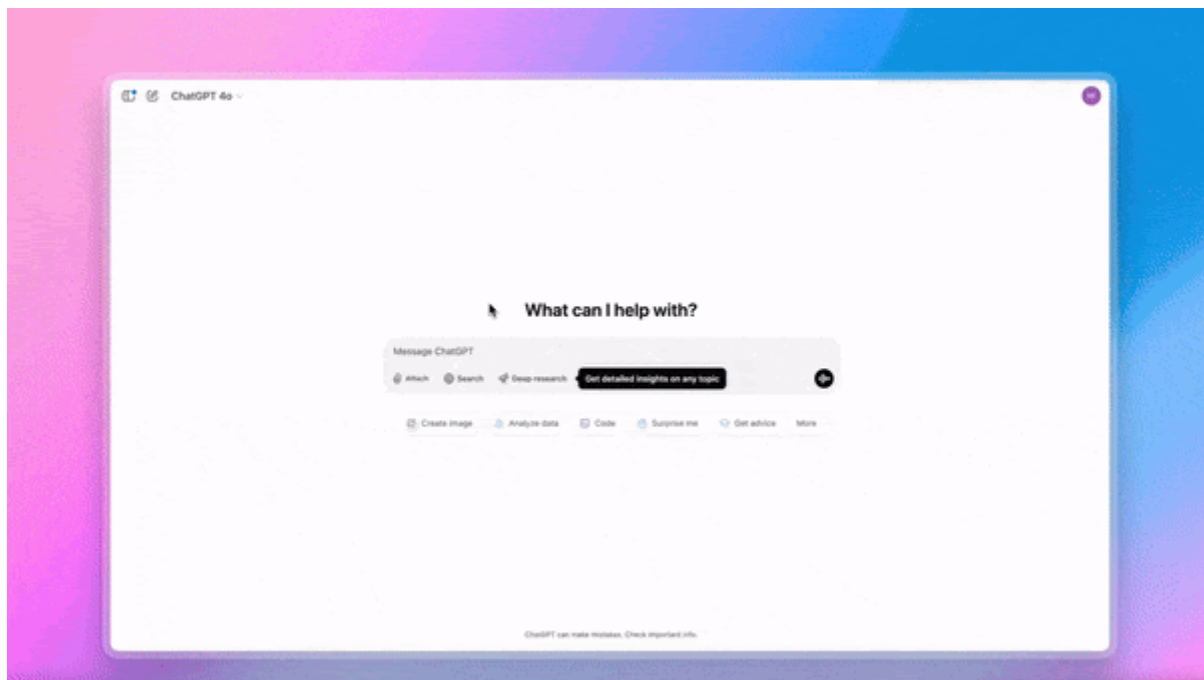 ChatGPT 4o
What can I help with?
Message ChatGPT
Attach Search Deep research Get detailed insights on any topic
Create image Analyze data Code Surprise me Get advice More
ChatGPT can make mistakes. Check important info.